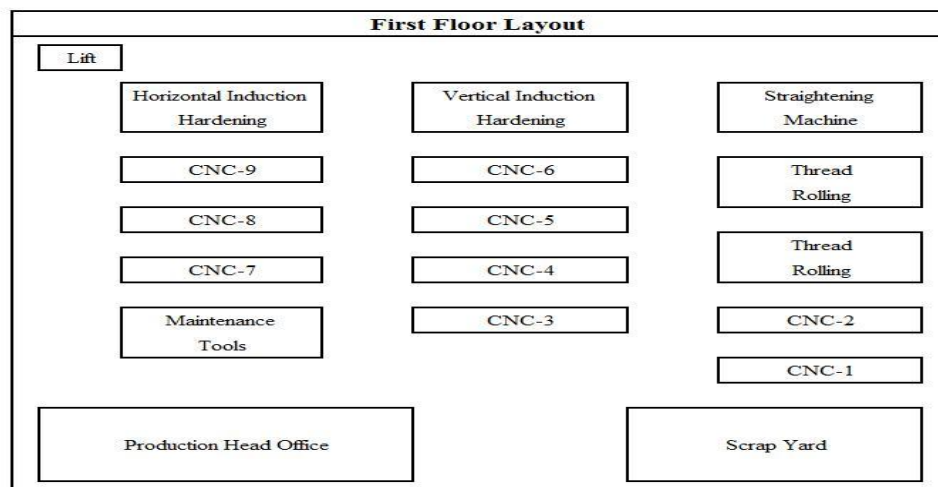 First Floor Layout
Lift
Horizontal Induction
Hardening
Vertical Induction
Hardening
Straightening
Machine
CNC-9
CNC-6
Thread
Rolling
CNC-8
CNC-5
Thread
Rolling
CNC-7
CNC-4
Maintenance
Tools
CNC-3
CNC-2
CNC-1
Production Head Office
Scrap Yard